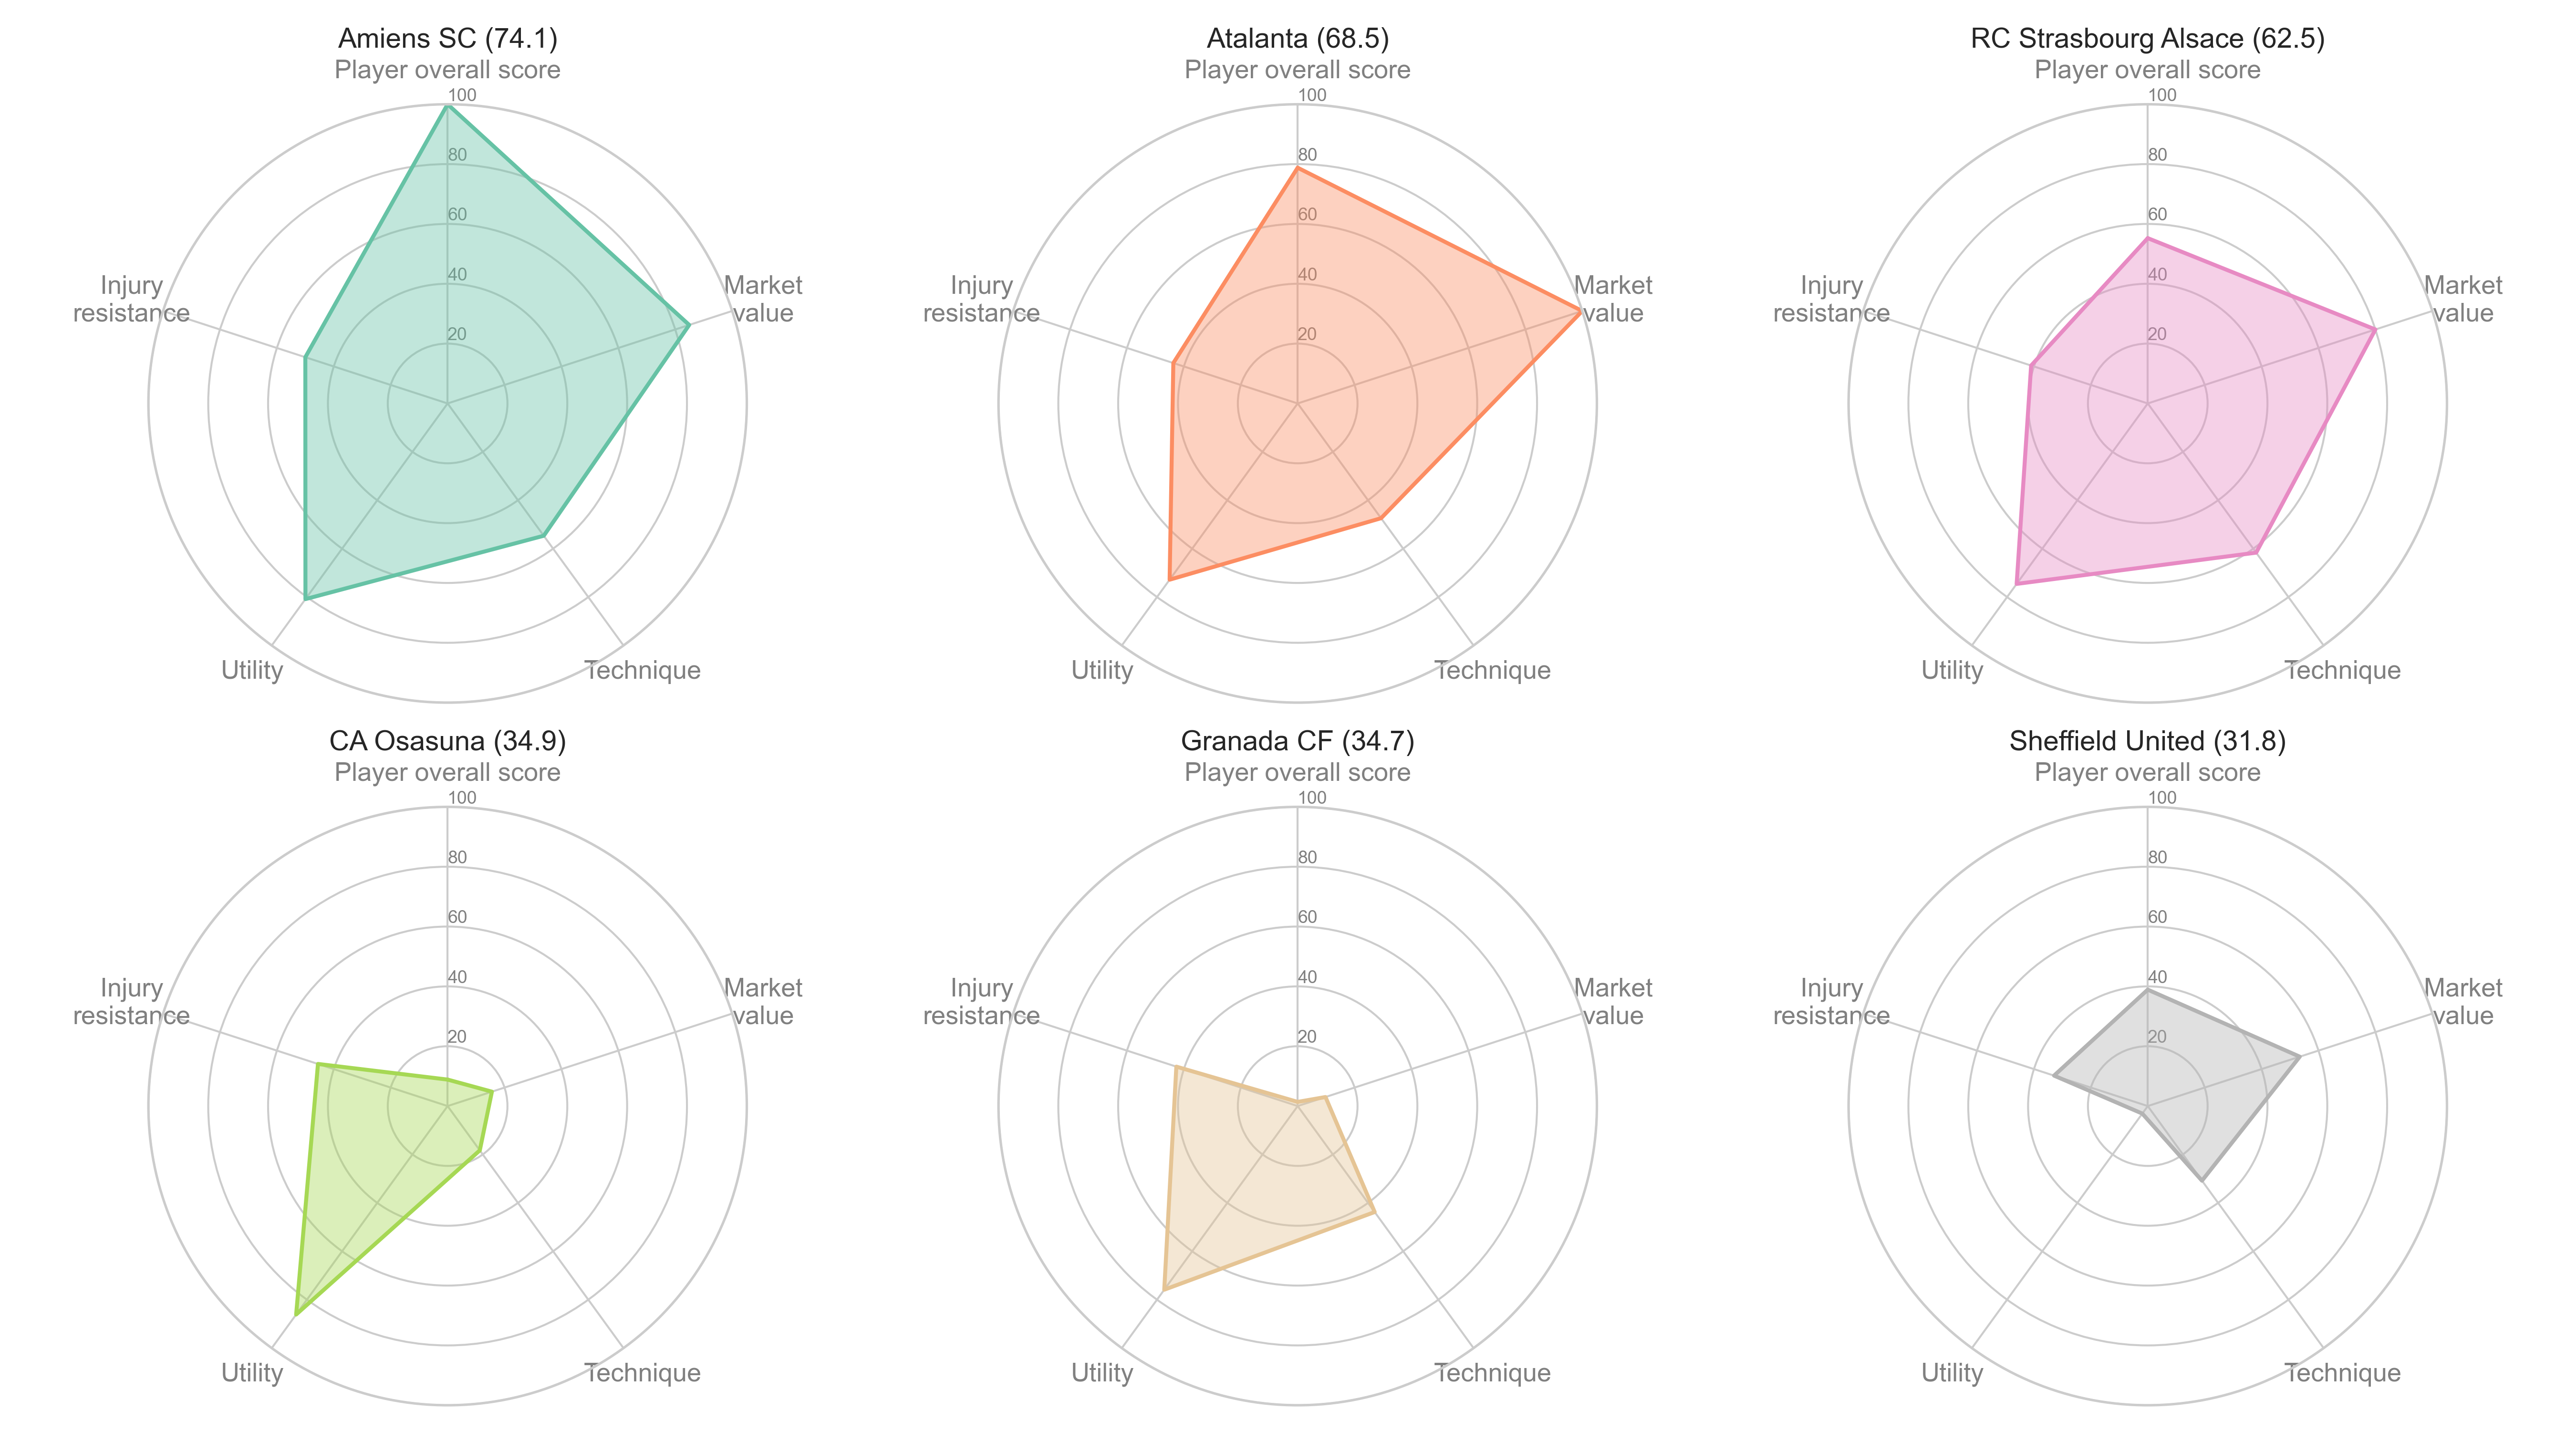 Amiens SC (74.1)
Player overall score
100
80
60
40
20
Injury
resistance
Market
value
Utility
Technique
Atalanta (68.5)
Player overall score
100
80
60
40
20
Injury
resistance
Market
value
Utility
Technique
RC Strasbourg Alsace (62.5)
Player overall score
100
80
60
40
20
Injury
resistance
Market
value
Utility
Technique
CA Osasuna (34.9)
Player overall score
100
80
60
40
20
Injury
resistance
Market
value
Utility
Technique
Granada CF (34.7)
Player overall score
100
80
60
40
20
Injury
resistance
Market
value
Utility
Technique
Sheffield United (31.8)
Player overall score
100
80
60
40
20
Injury
resistance
Market
value
Utility
Technique